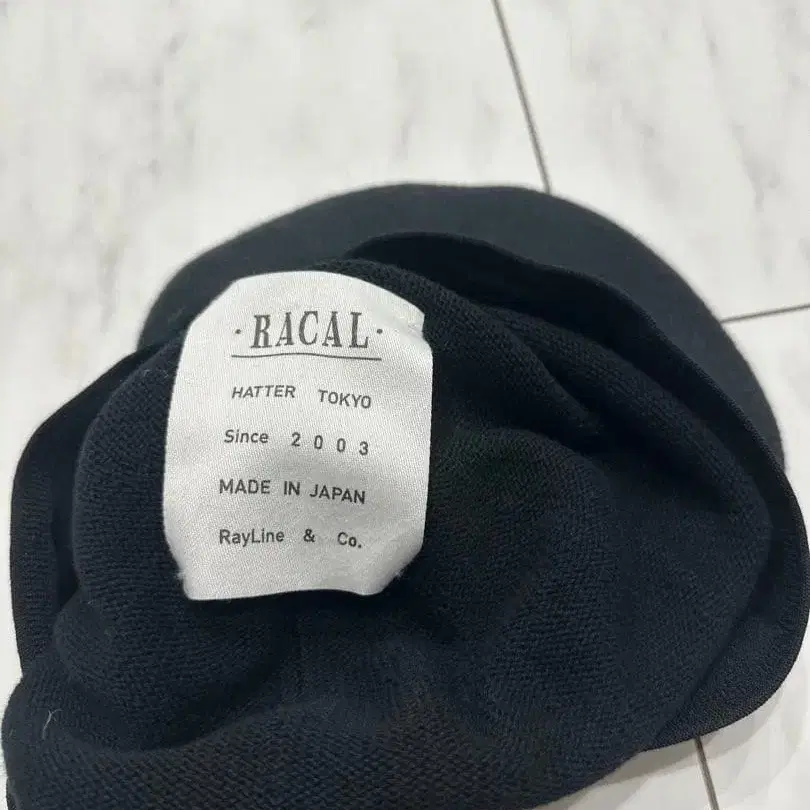 ·RACAL·
HATTER TOKYO
Since 2003
MADE IN JAPAN
RayLine & Co.